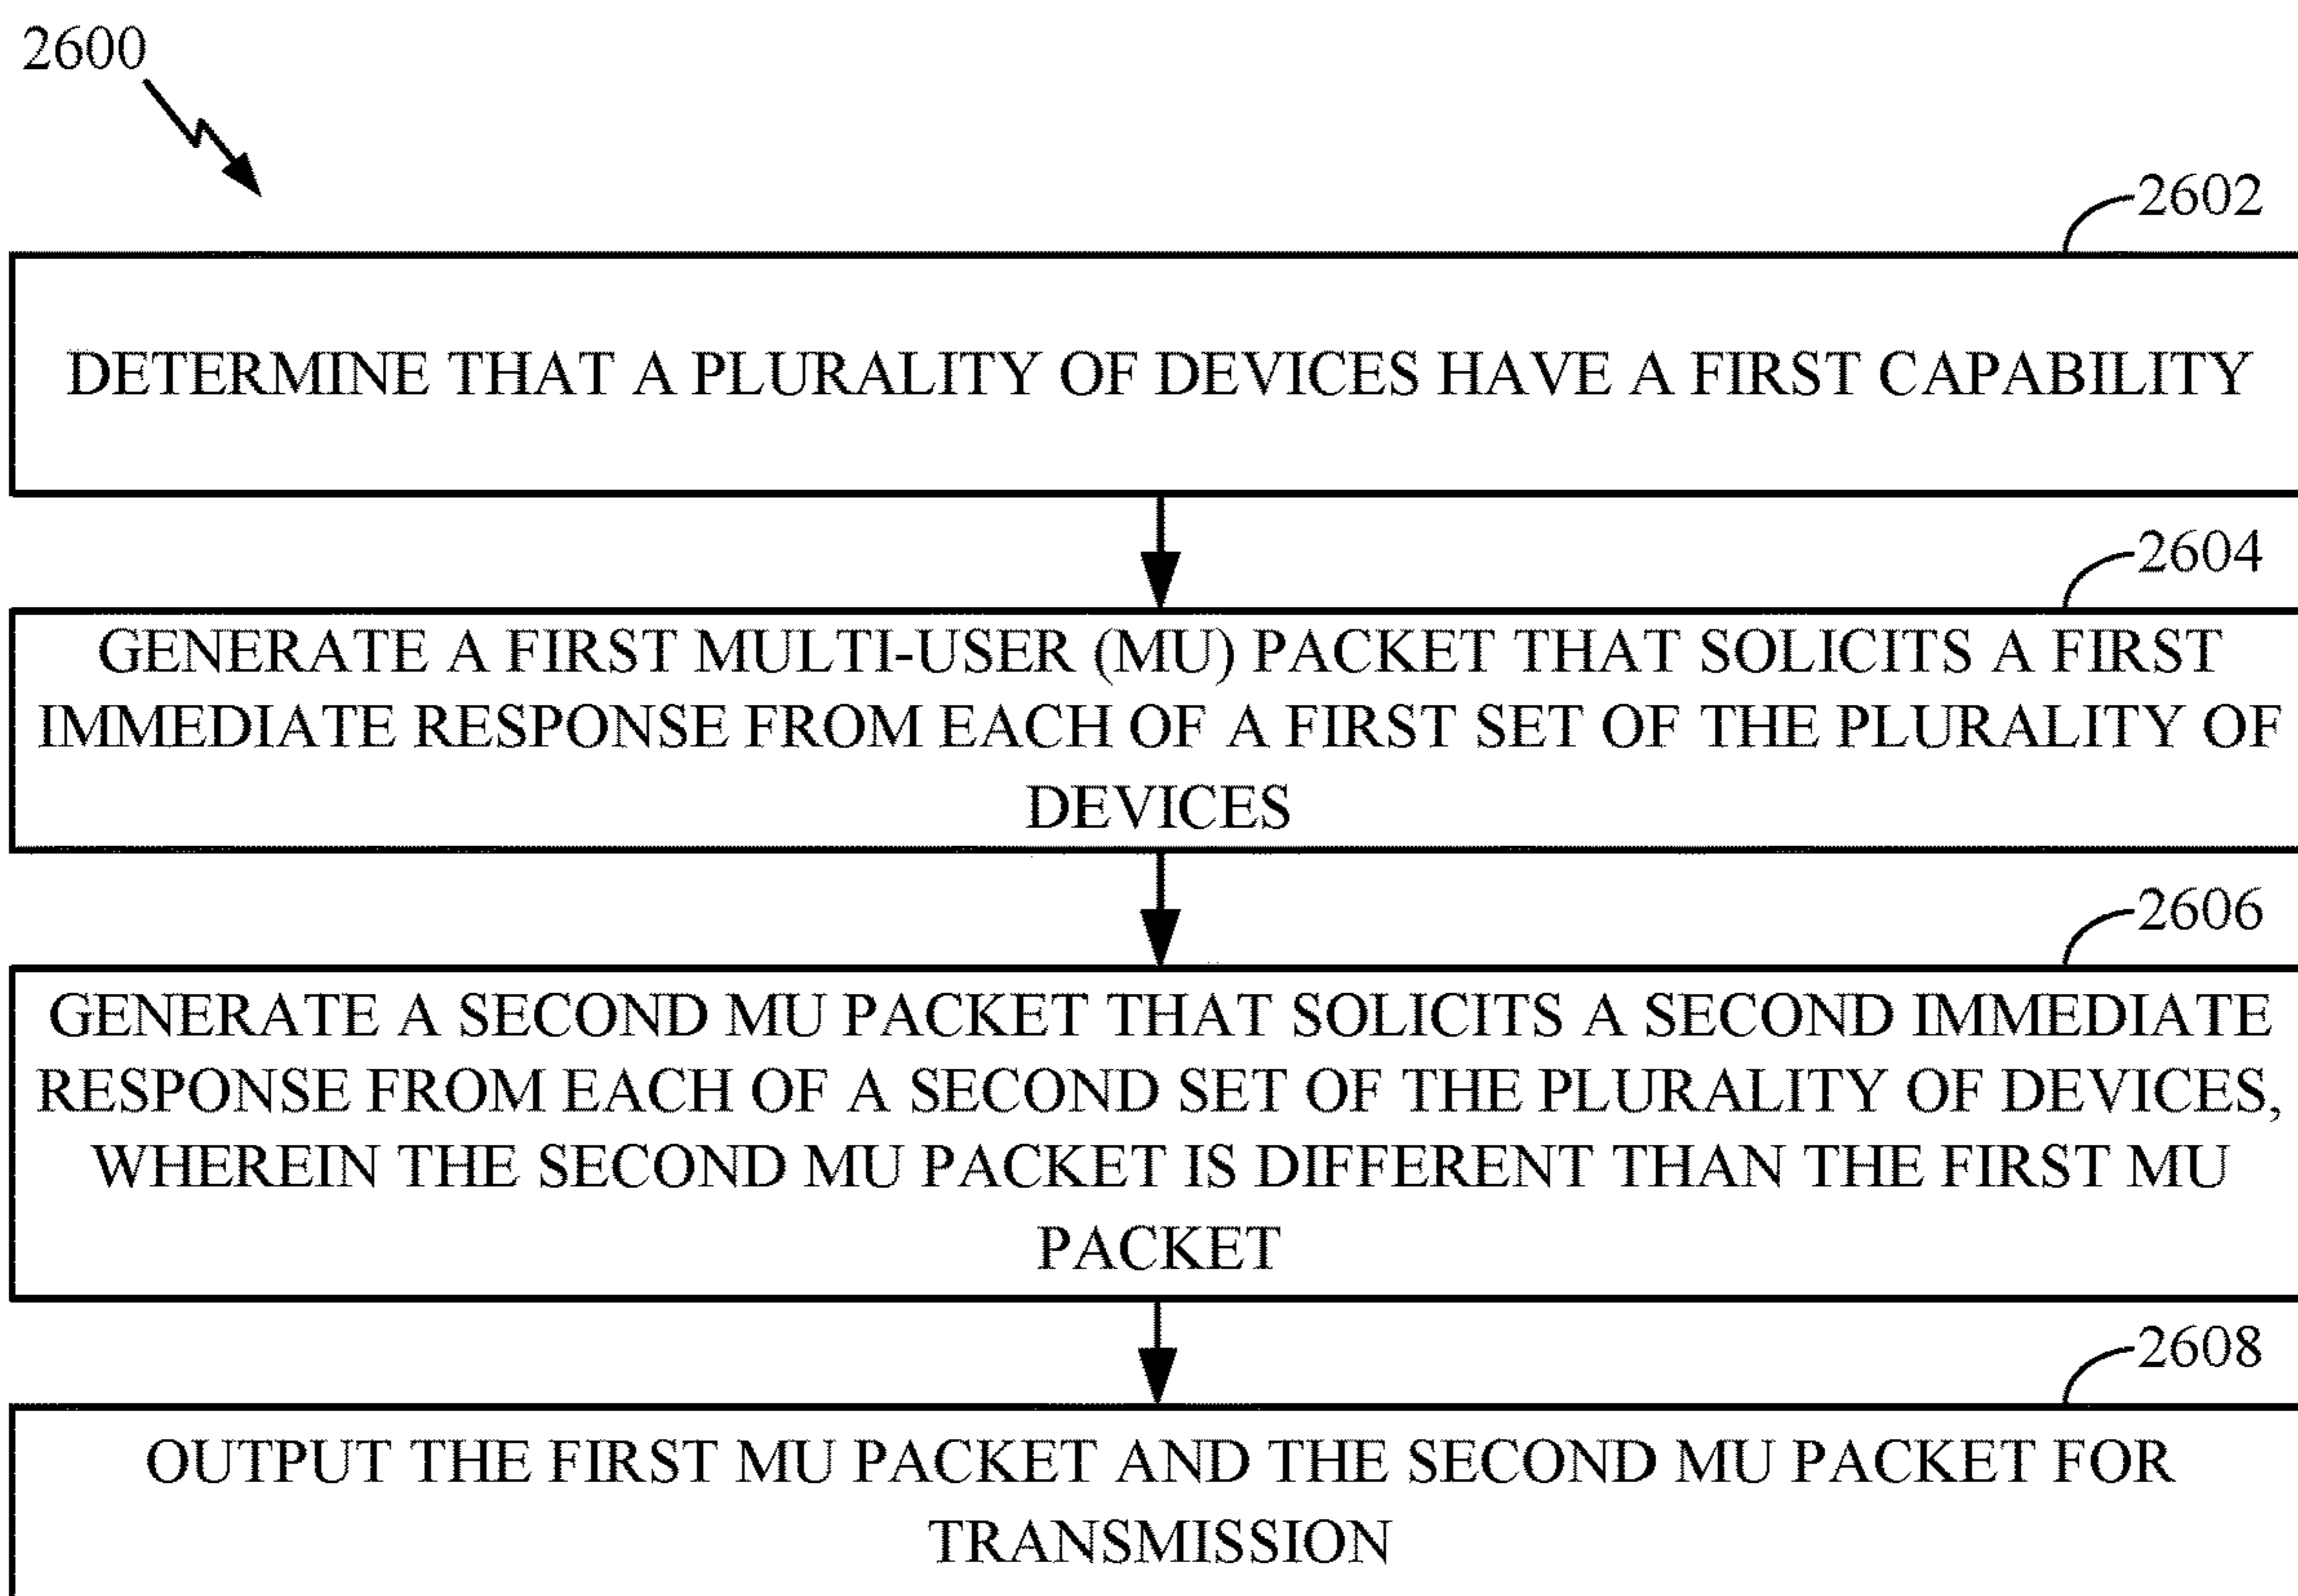 2600
2602
DETERMINE THAT A PLURALITY OF DEVICES HAVE A FIRST CAPABILITY
2604
GENERATE A FIRST MULTI-USER (MU) PACKET THAT SOLICITS A FIRST
IMMEDIATE RESPONSE FROM EACH OF A FIRST SET OF THE PLURALITY OF
DEVICES
2606
GENERATE A SECOND MU PACKET THAT SOLICITS A SECOND IMMEDIATE
RESPONSE FROM EACH OF A SECOND SET OF THE PLURALITY OF DEVICES,
WHEREIN THE SECOND MU PACKET IS DIFFERENT THAN THE FIRST MU
PACKET
2608
OUTPUT THE FIRST MU PACKET AND THE SECOND MU PACKET FOR
TRANSMISSION